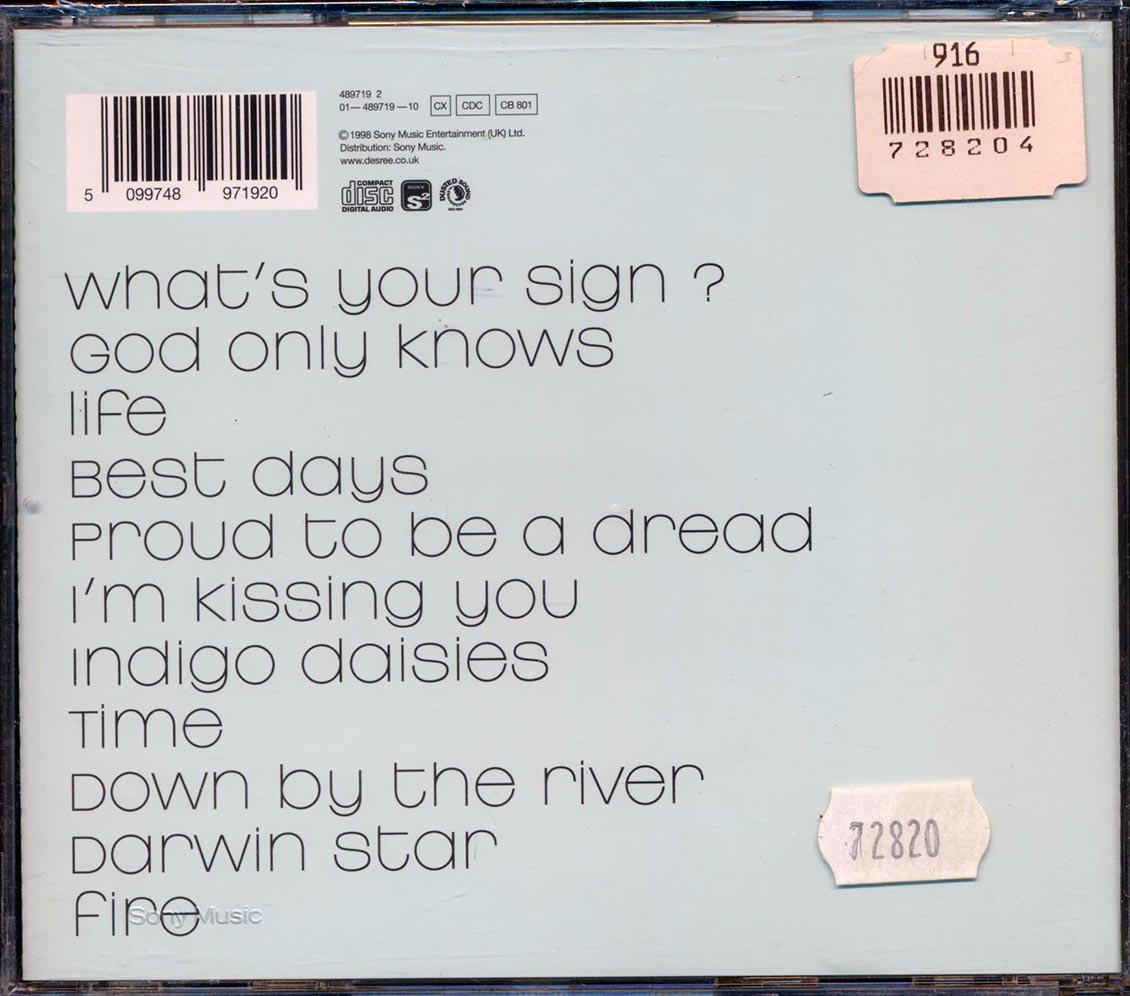 489719 2
01—489719—10 CX CDC CB 801
© 1998 Sony Music Entertainment (UK) Ltd.
Distribution: Sony Music.
www.desree.co.uk
COMPACT
disc
DIGITAL AUDIO
SONY
S2
DUSTED SOUND
5 099748 971920
916
728204
What's your sign ?
God only knows
life
Best days
Proud to be a dread
I'm kissing you
Indigo daisies
Time
Down by the river
Darwin star
fire
Sony Music
72820